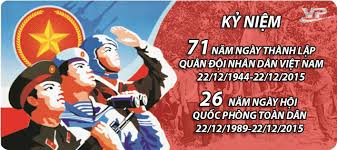 VP
KỶ NIỆM
71 NĂM NGÀY THÀNH LẬP
QUÂN ĐỘI NHÂN DÂN VIỆT NAM
22/12/1944-22/12/2015
26 NĂM NGÀY HỘI
QUỐC PHÒNG TOÀN DÂN
22/12/1989-22/12/2015